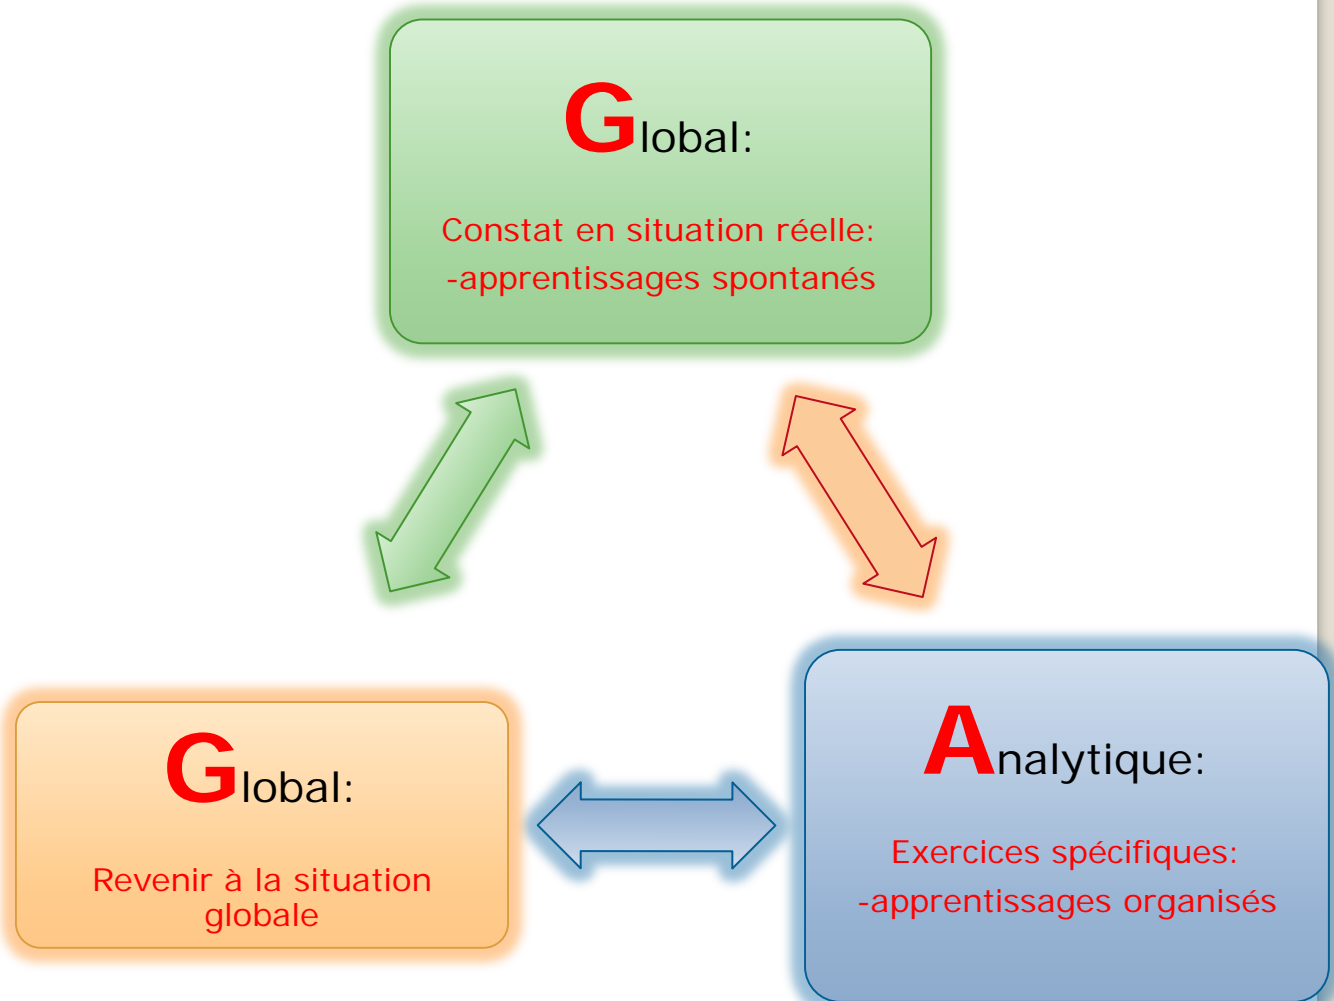 Global:
Constat en situation réelle:
-apprentissages spontanés
Global:
Revenir à la situation
globale
Analytique:
Exercices spécifiques:
-apprentissages organisés